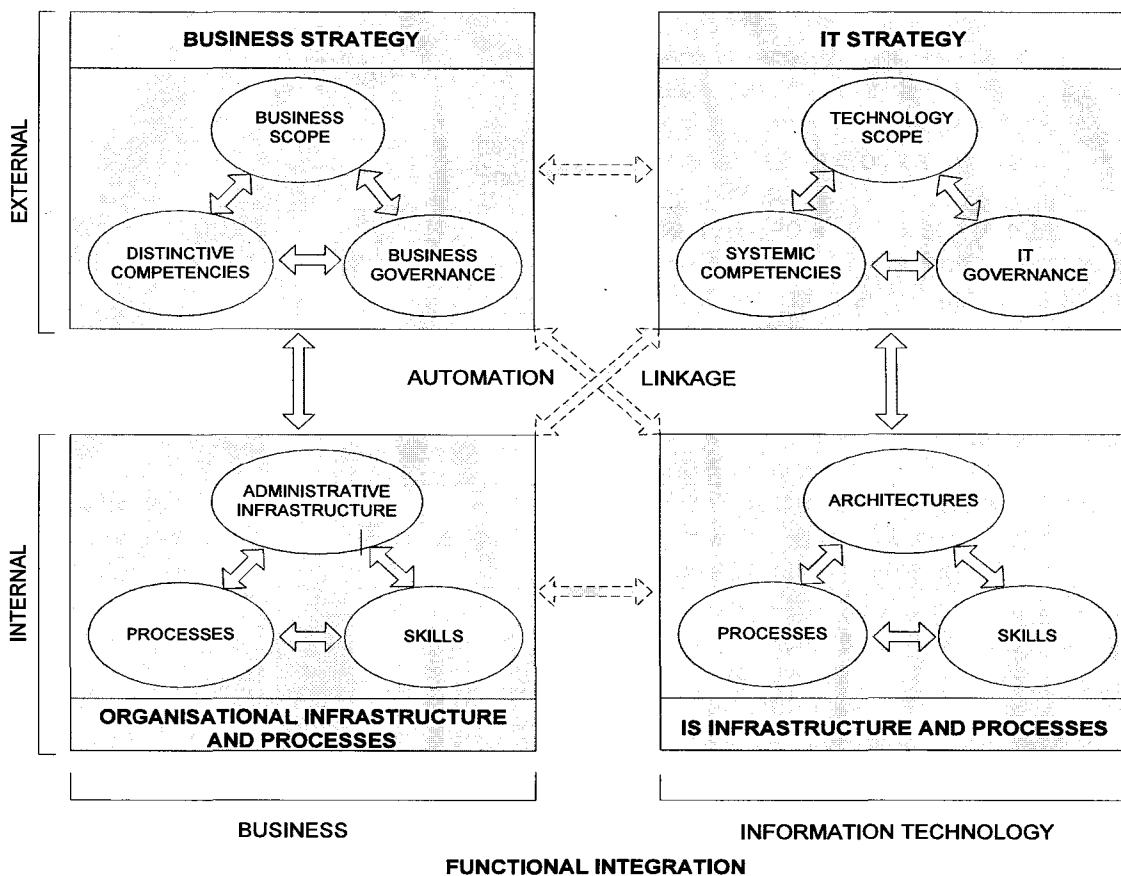 BUSINESS STRATEGY
IT STRATEGY
EXTERNAL
BUSINESS
SCOPE
DISTINCTIVE
COMPETENCIES
BUSINESS
GOVERNANCE
TECHNOLOGY
SCOPE
SYSTEMIC
COMPETENCIES
IT
GOVERNANCE
AUTOMATION
LINKAGE
INTERNAL
ADMINISTRATIVE
INFRASTRUCTURE
PROCESSES
SKILLS
ARCHITECTURES
PROCESSES
SKILLS
ORGANISATIONAL INFRASTRUCTURE
AND PROCESSES
IS INFRASTRUCTURE AND PROCESSES
BUSINESS
INFORMATION TECHNOLOGY
FUNCTIONAL INTEGRATION